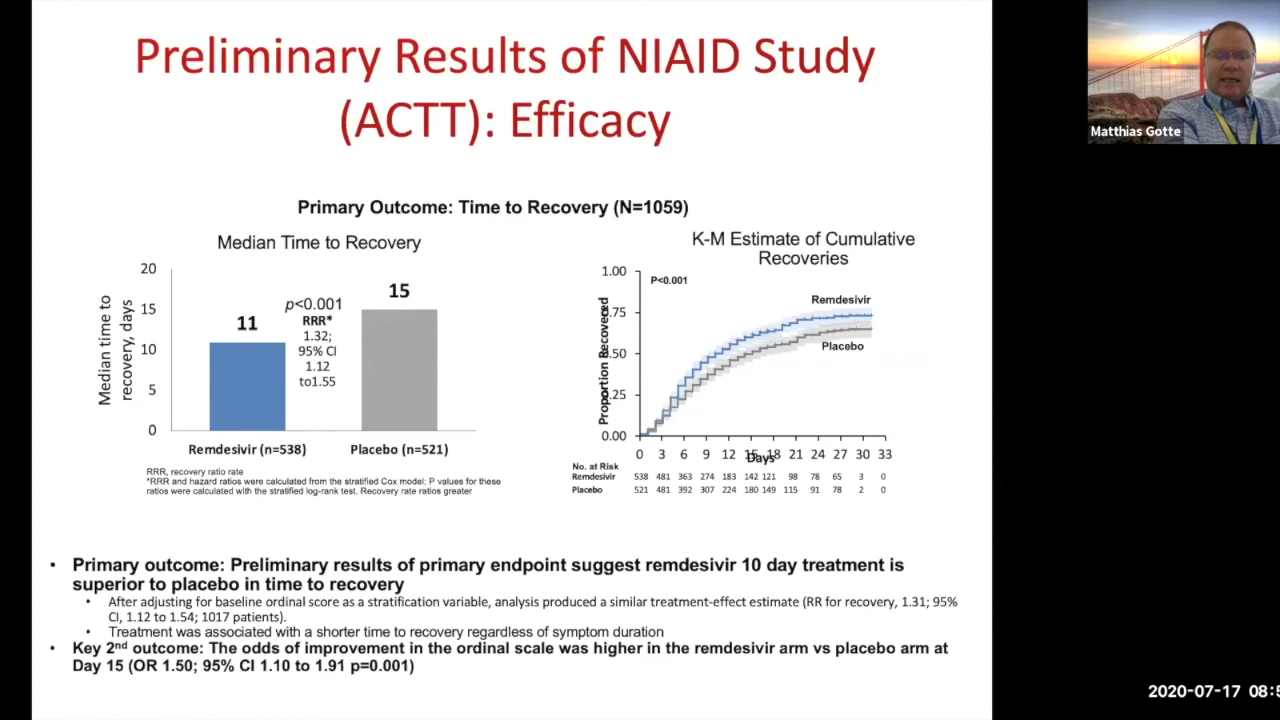 Preliminary Results of NIAID Study
(ACTT): Efficacy
Matthias Gotte
Primary Outcome: Time to Recovery (N=1059)
Median Time to Recovery
Median time to
recovery, days
20
15
10
5
0
11
p<0.001
RRR*
1.32;
95% CI
1.12
to1.55
15
Remdesivir (n=538)
Placebo (n=521)
RRR, recovery ratio rate
*RRR and hazard ratios were calculated from the stratified Cox model; P values for these
ratios were calculated with the stratified log-rank test. Recovery rate ratios greater
K-M Estimate of Cumulative
Recoveries
Proportion Recovered
1.00
0.75
0.50
0.25
0.00
P<0.001
Remdesivir
Placebo
0 3 6 9 12 15 18 21 24 27 30 33
Days
No. at Risk
Remdesivir 538 481 363 274 183 142 121 98 78 65 3 0
Placebo 521 481 392 307 224 180 149 115 91 78 2 0
• Primary outcome: Preliminary results of primary endpoint suggest remdesivir 10 day treatment is
superior to placebo in time to recovery
• After adjusting for baseline ordinal score as a stratification variable, analysis produced a similar treatment-effect estimate (RR for recovery, 1.31; 95%
CI, 1.12 to 1.54; 1017 patients).
• Treatment was associated with a shorter time to recovery regardless of symptom duration
• Key 2nd outcome: The odds of improvement in the ordinal scale was higher in the remdesivir arm vs placebo arm at
Day 15 (OR 1.50; 95% CI 1.10 to 1.91 p=0.001)
2020-07-17 08:5